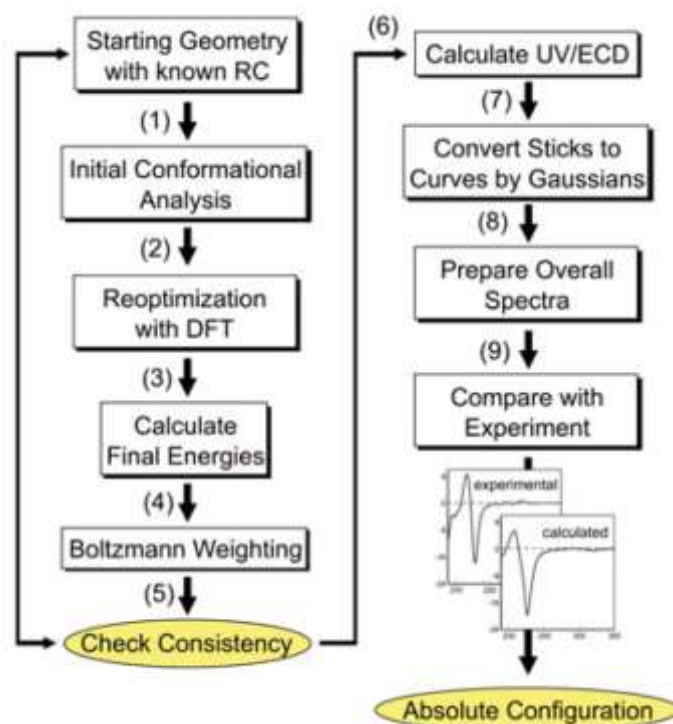 Starting Geometry
with known RC
(1)
Initial Conformational
Analysis
(2)
Reoptimization
with DFT
(3)
Calculate
Final Energies
(4)
Boltzmann Weighting
(5)
Check Consistency
(6)
Calculate UV/ECD
(7)
Convert Sticks to
Curves by Gaussians
(8)
Prepare Overall
Spectra
(9)
Compare with
Experiment
experimental
calculated
Absolute Configuration